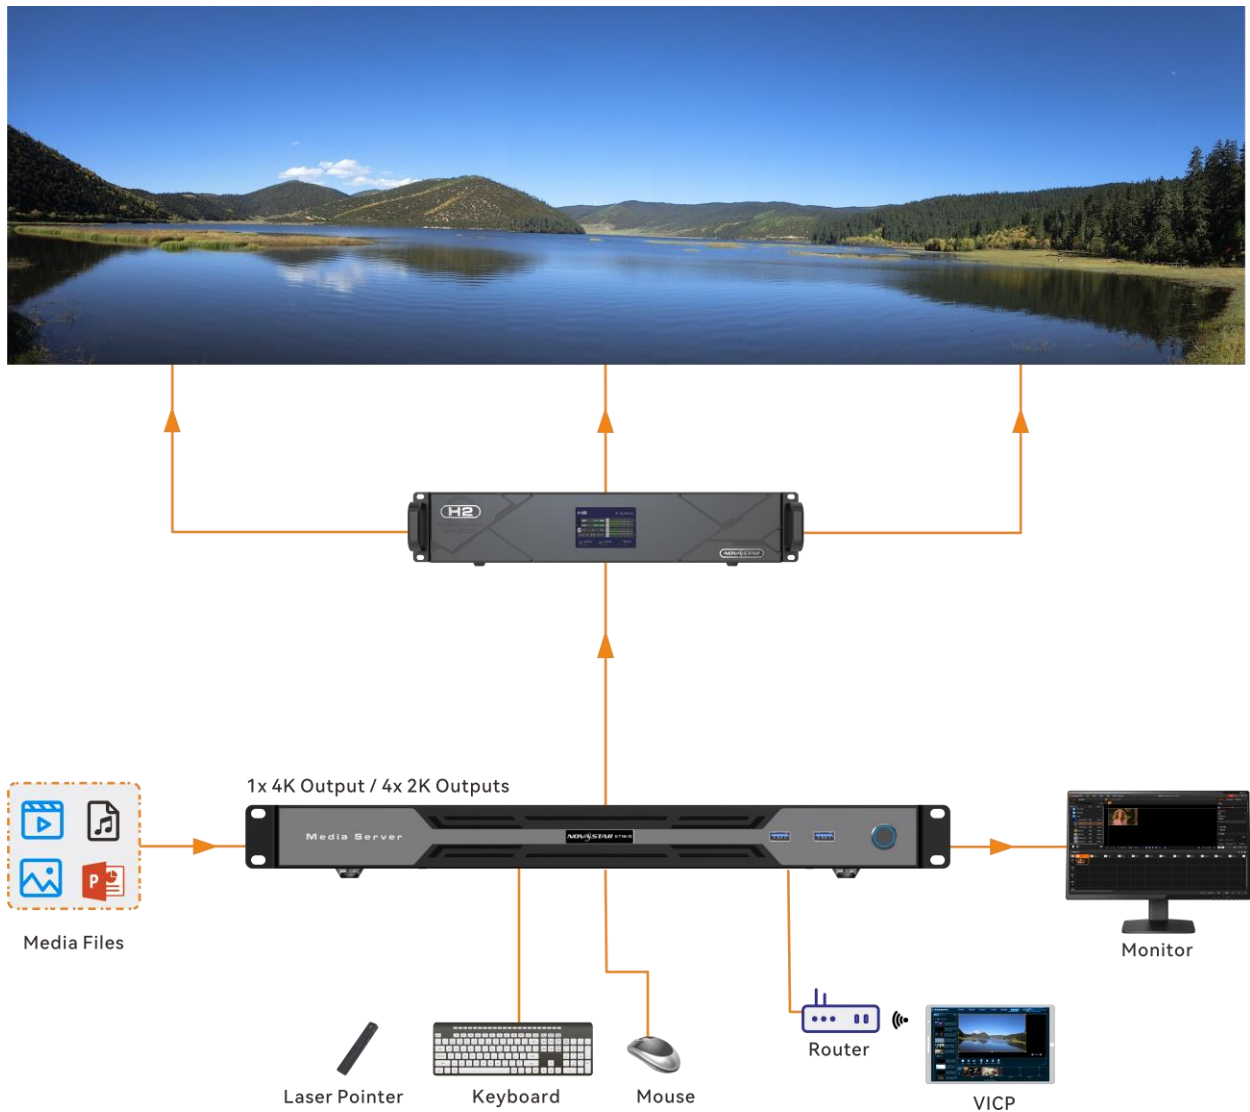 H2
NOVASTAR
1x 4K Output / 4x 2K Outputs
Media Server
NOVASTAR
Media Files
Monitor
Router
Laser Pointer
Keyboard
Mouse
VICP